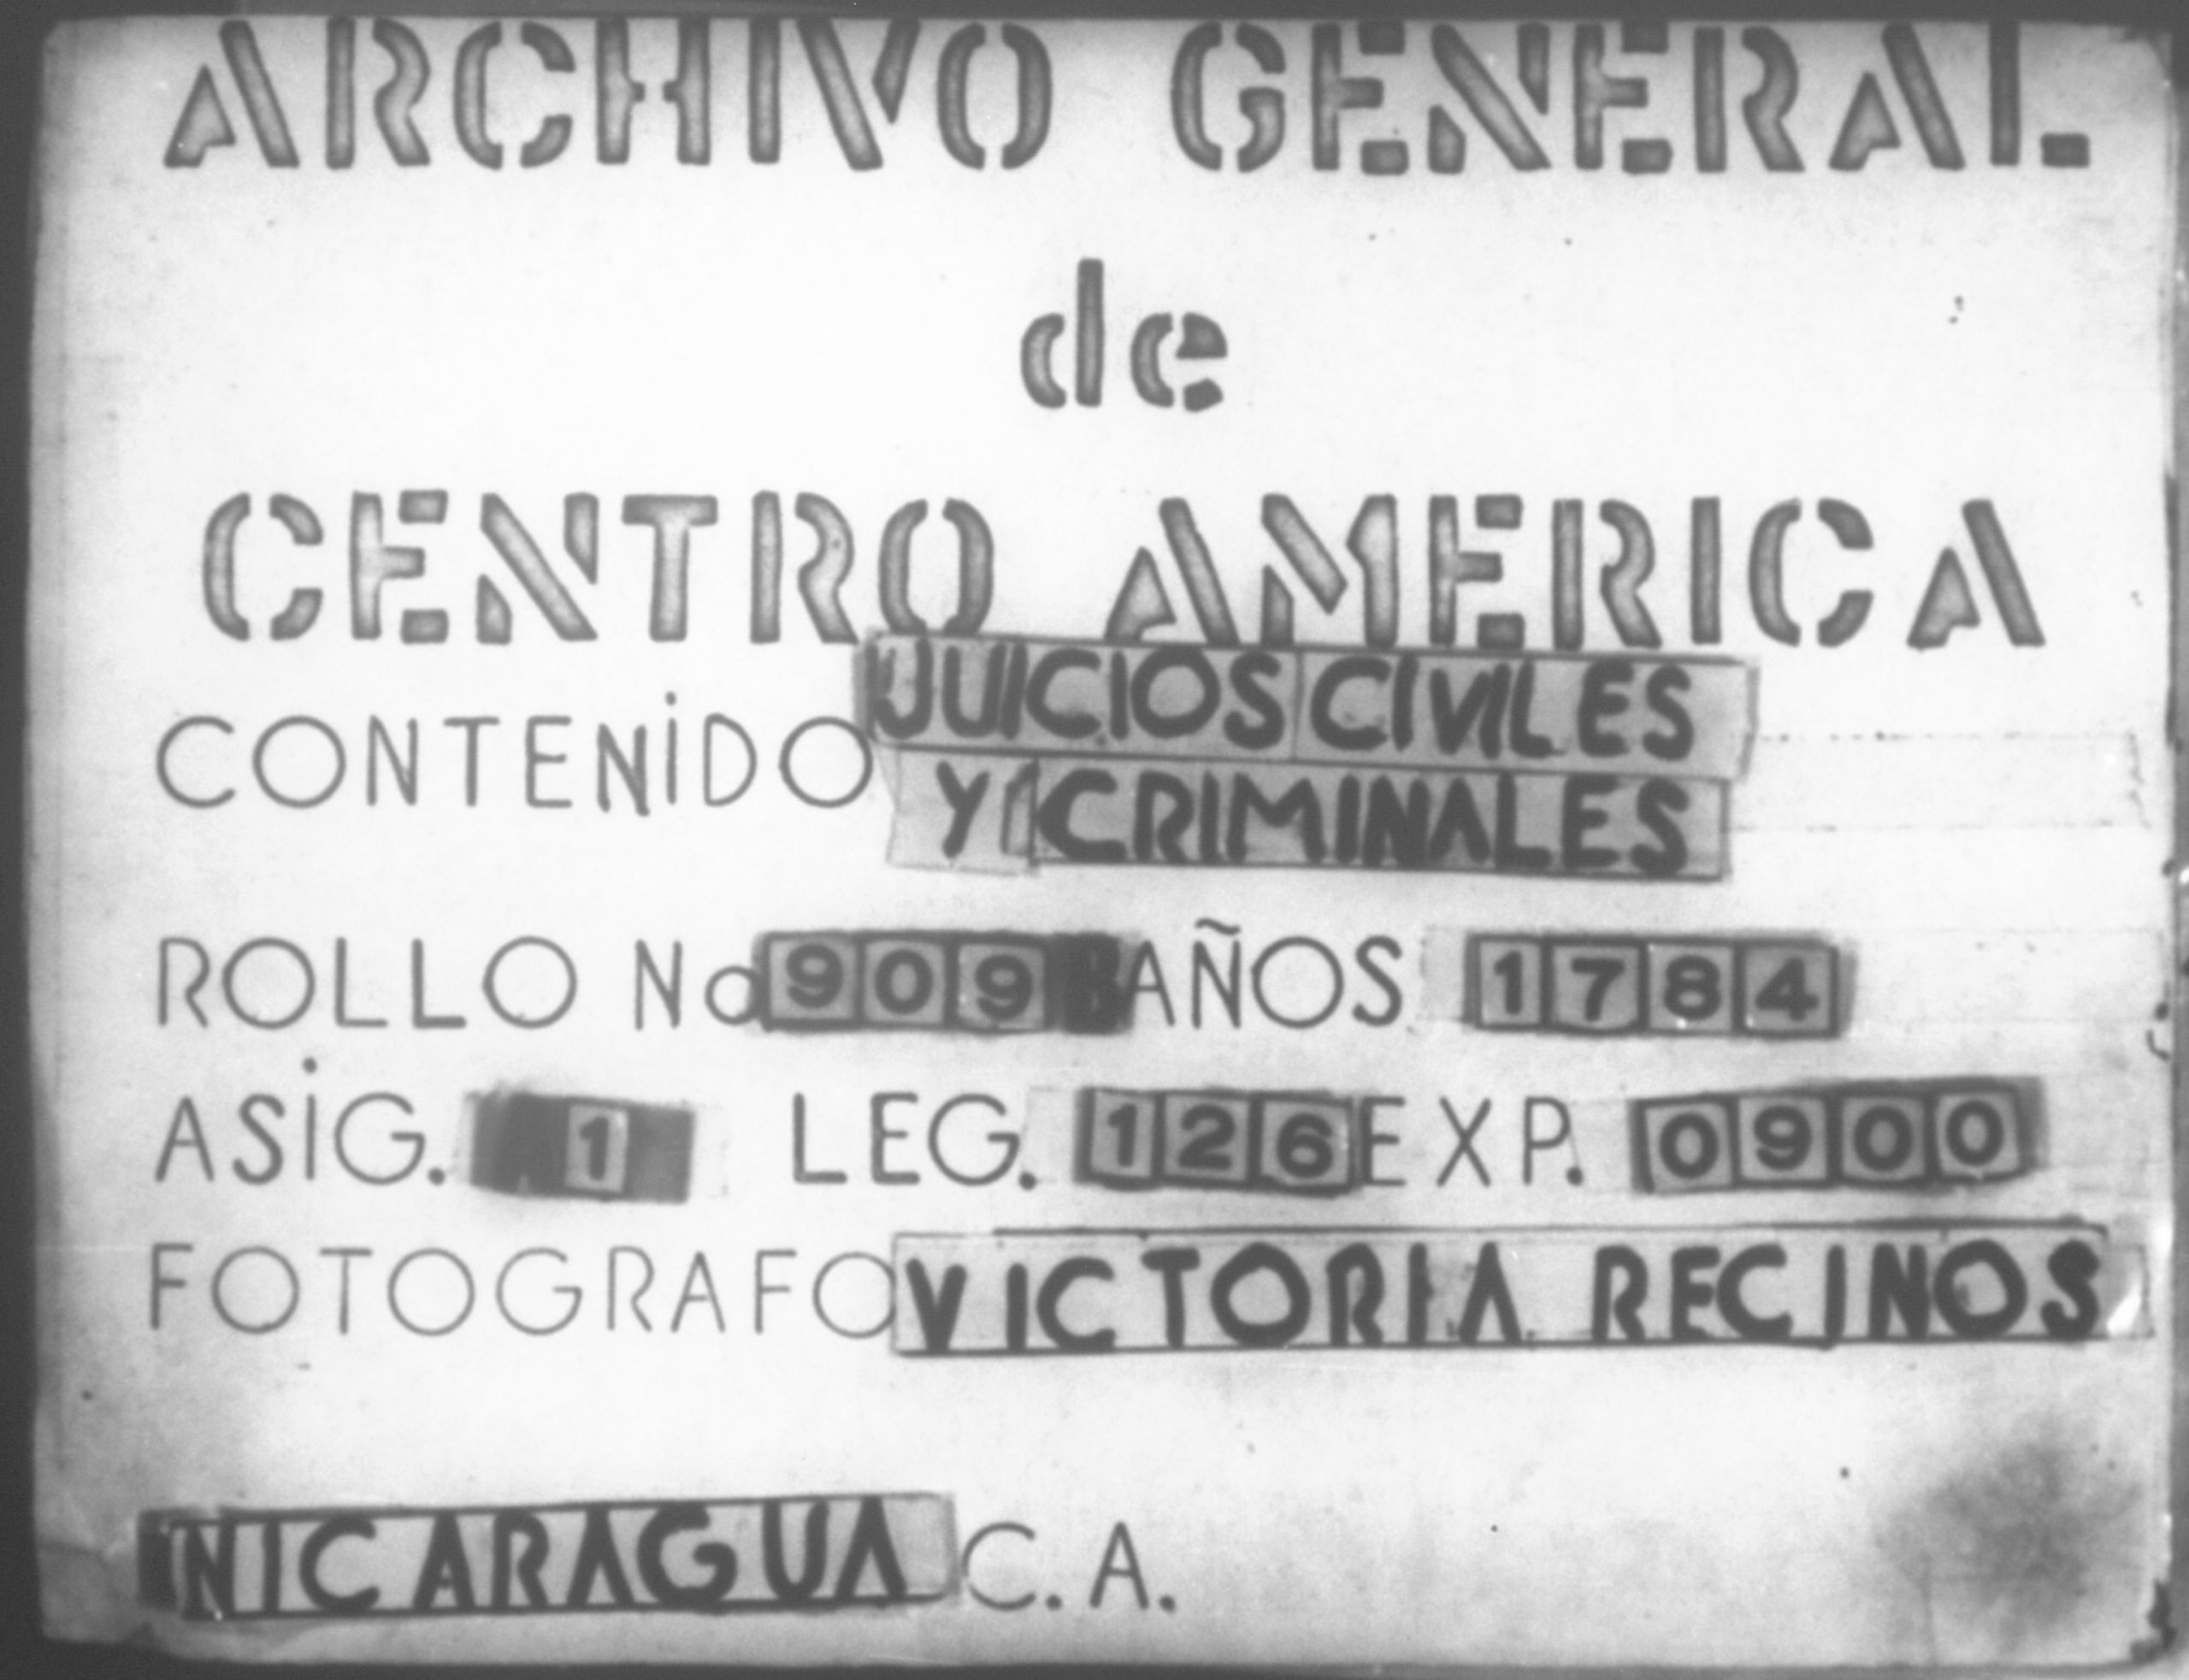 ARCHIVO GENERAL
de
CENTRO AMERICA
CONTENIDO JUICIOS CIVILES
Y CRIMINALES
ROLLO No 909 AÑOS 1784
ASIG. 1 LEG. 126 EXP. 0900
FOTOGRAFO VICTORIA RECINOS
NICARAGUA C.A.